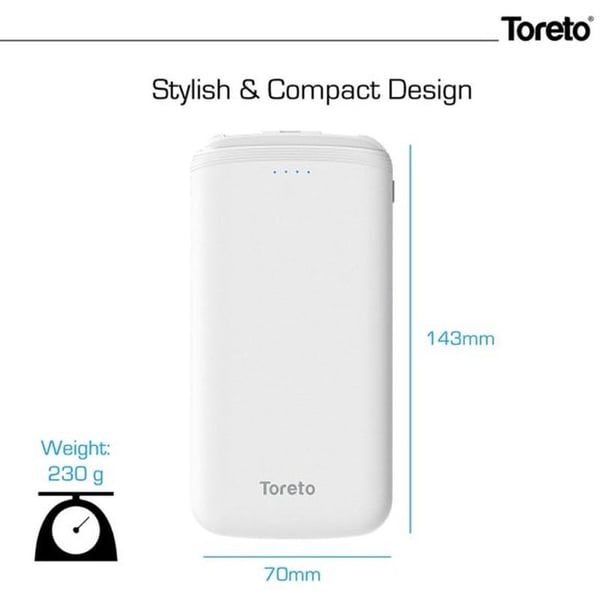 Toreto®
Stylish & Compact Design
143mm
Weight:
230 g
Toreto
70mm